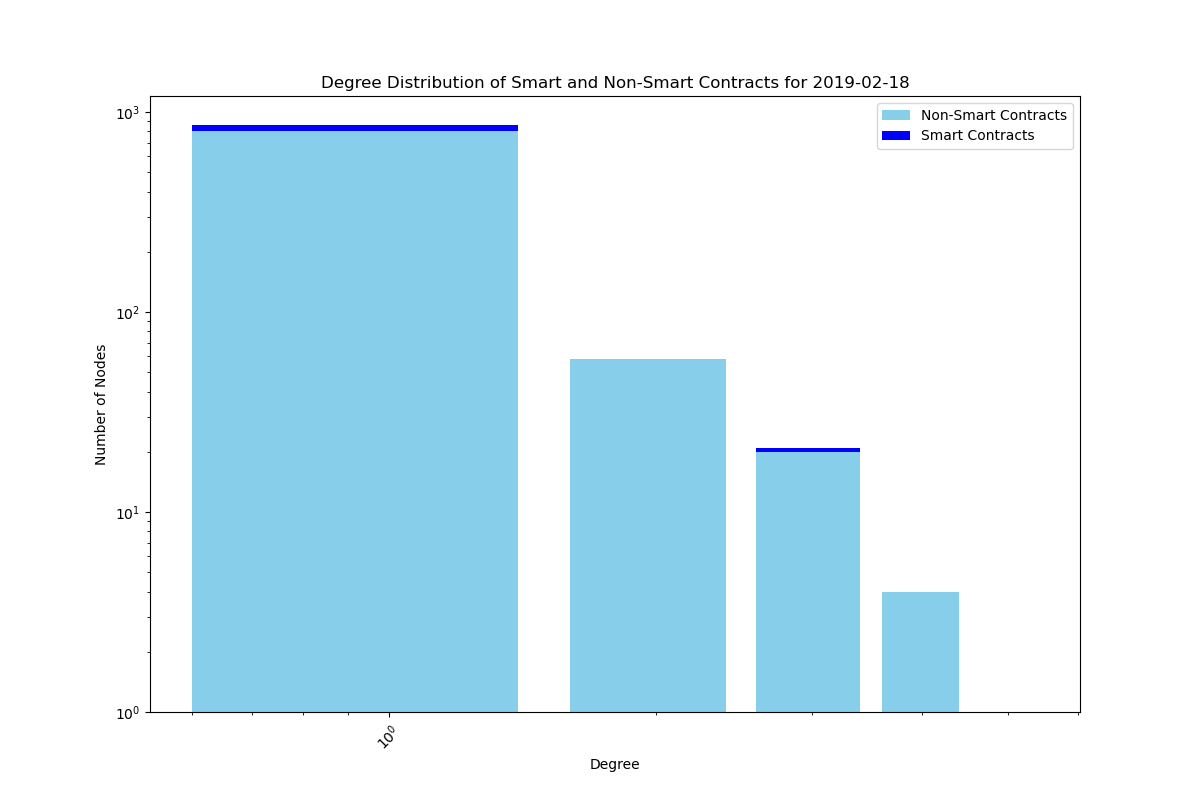 Degree Distribution of Smart and Non-Smart Contracts for 2019-02-18
10³
Non-Smart Contracts
Smart Contracts
10²
Number of Nodes
10¹
10⁰
10⁰
Degree